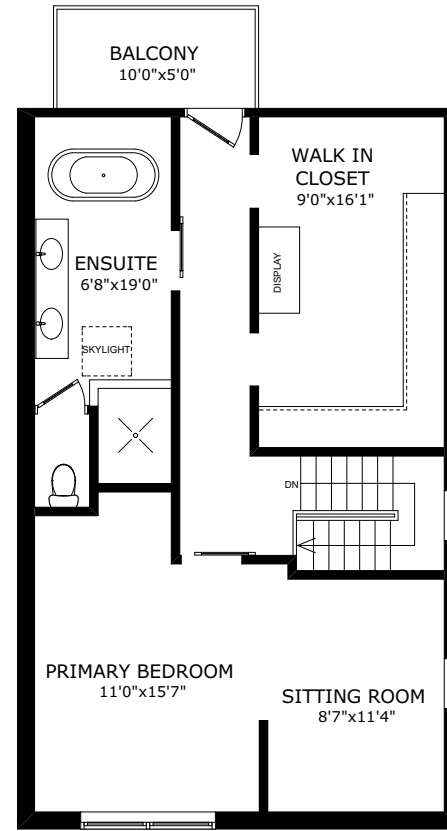 BALCONY
10'0"x5'0"
WALK IN
CLOSET
9'0"x16'1"
DISPLAY
ENSUITE
6'8"x19'0"
SKYLIGHT
DN
PRIMARY BEDROOM
11'0"x15'7"
SITTING ROOM
8'7"x11'4"